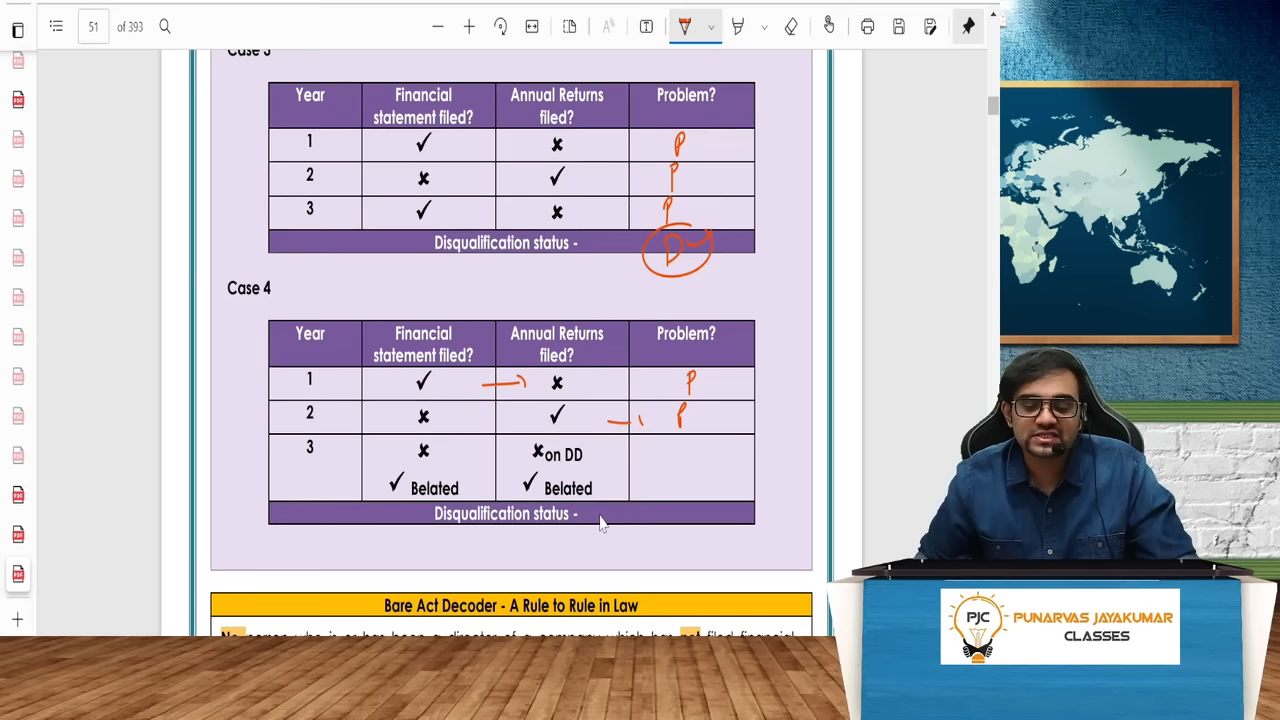 51 of 393
Case 3
Year Financial statement filed? Annual Returns filed? Problem?
1 ✓ ✗ P
2 ✗ ✓ P
3 ✓ ✗ P
Disqualification status - D
Case 4
Year Financial statement filed? Annual Returns filed? Problem?
1 ✓ ✗ P
2 ✗ ✓ P
3 ✗ ✗ on DD
✓ Belated ✓ Belated
Disqualification status -
Bare Act Decoder - A Rule to Rule in Law
PJC PUNARVAS JAYAKUMAR
CLASSES